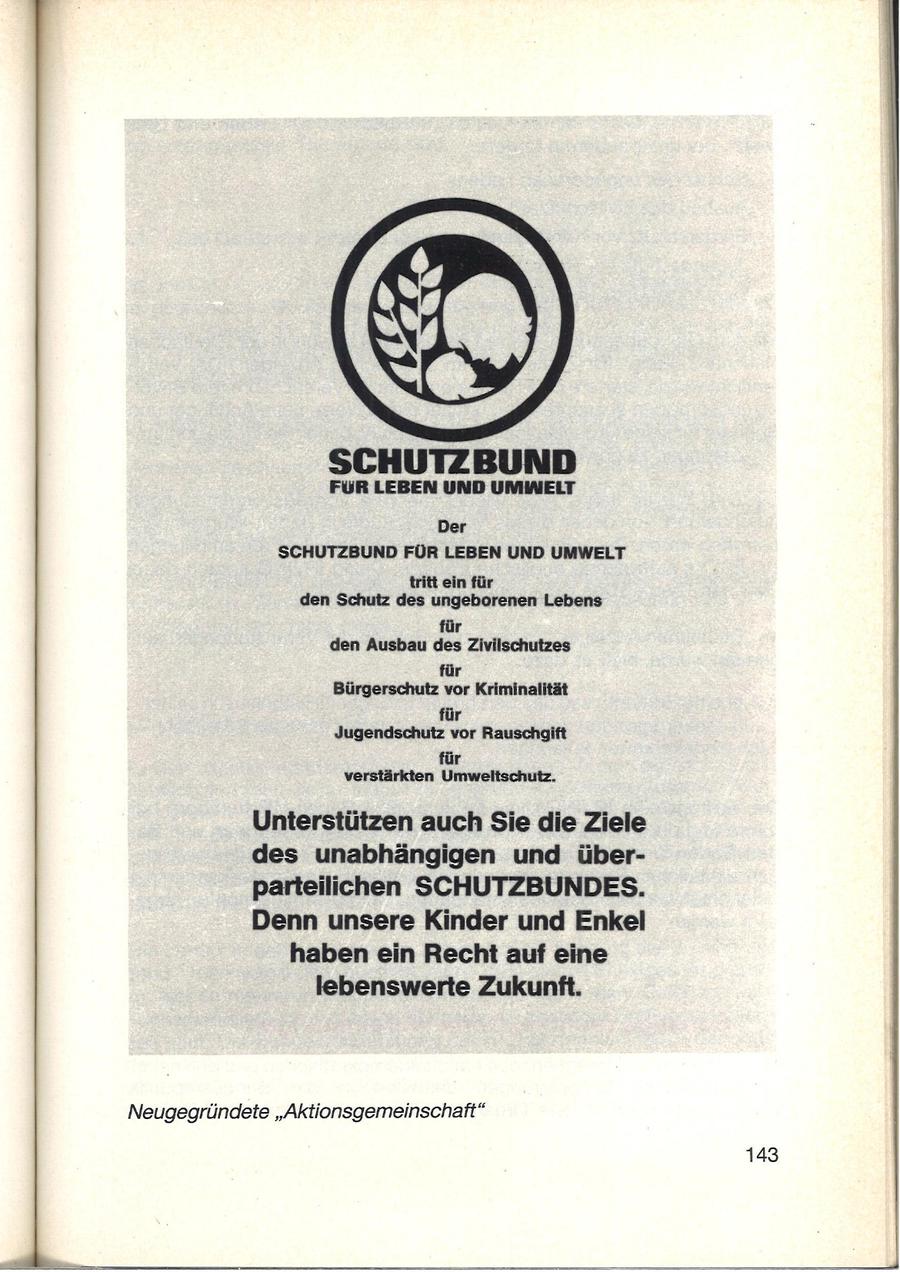 SCHUTZBUND
FÜR LEBEN UND UMWELT
Der
SCHUTZBUND FÜR LEBEN UND UMWELT
tritt ein für
den Schutz des ungeborenen Lebens
für
den Ausbau des Zivilschutzes
für
Bürgerschutz vor Kriminalität
für
Jugendschutz vor Rauschgift
für
verstärkten Umweltschutz.
Unterstützen auch Sie die Ziele
des unabhängigen und über-
parteilichen SCHUTZBUNDES.
Denn unsere Kinder und Enkel
haben ein Recht auf eine
lebenswerte Zukunft.
Neugegründete „Aktionsgemeinschaft“
143